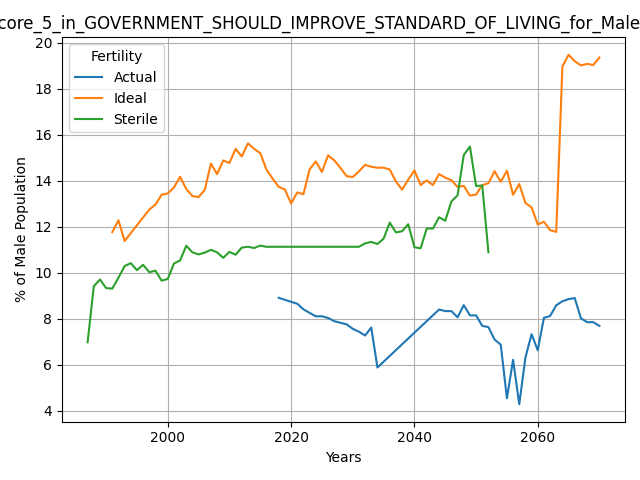 core_5_in_GOVERNMENT_SHOULD_IMPROVE_STANDARD_OF_LIVING_for_Male
Fertility
Actual
Ideal
Sterile
% of Male Population
20
18
16
14
12
10
8
6
4
2000
2020
2040
2060
Years